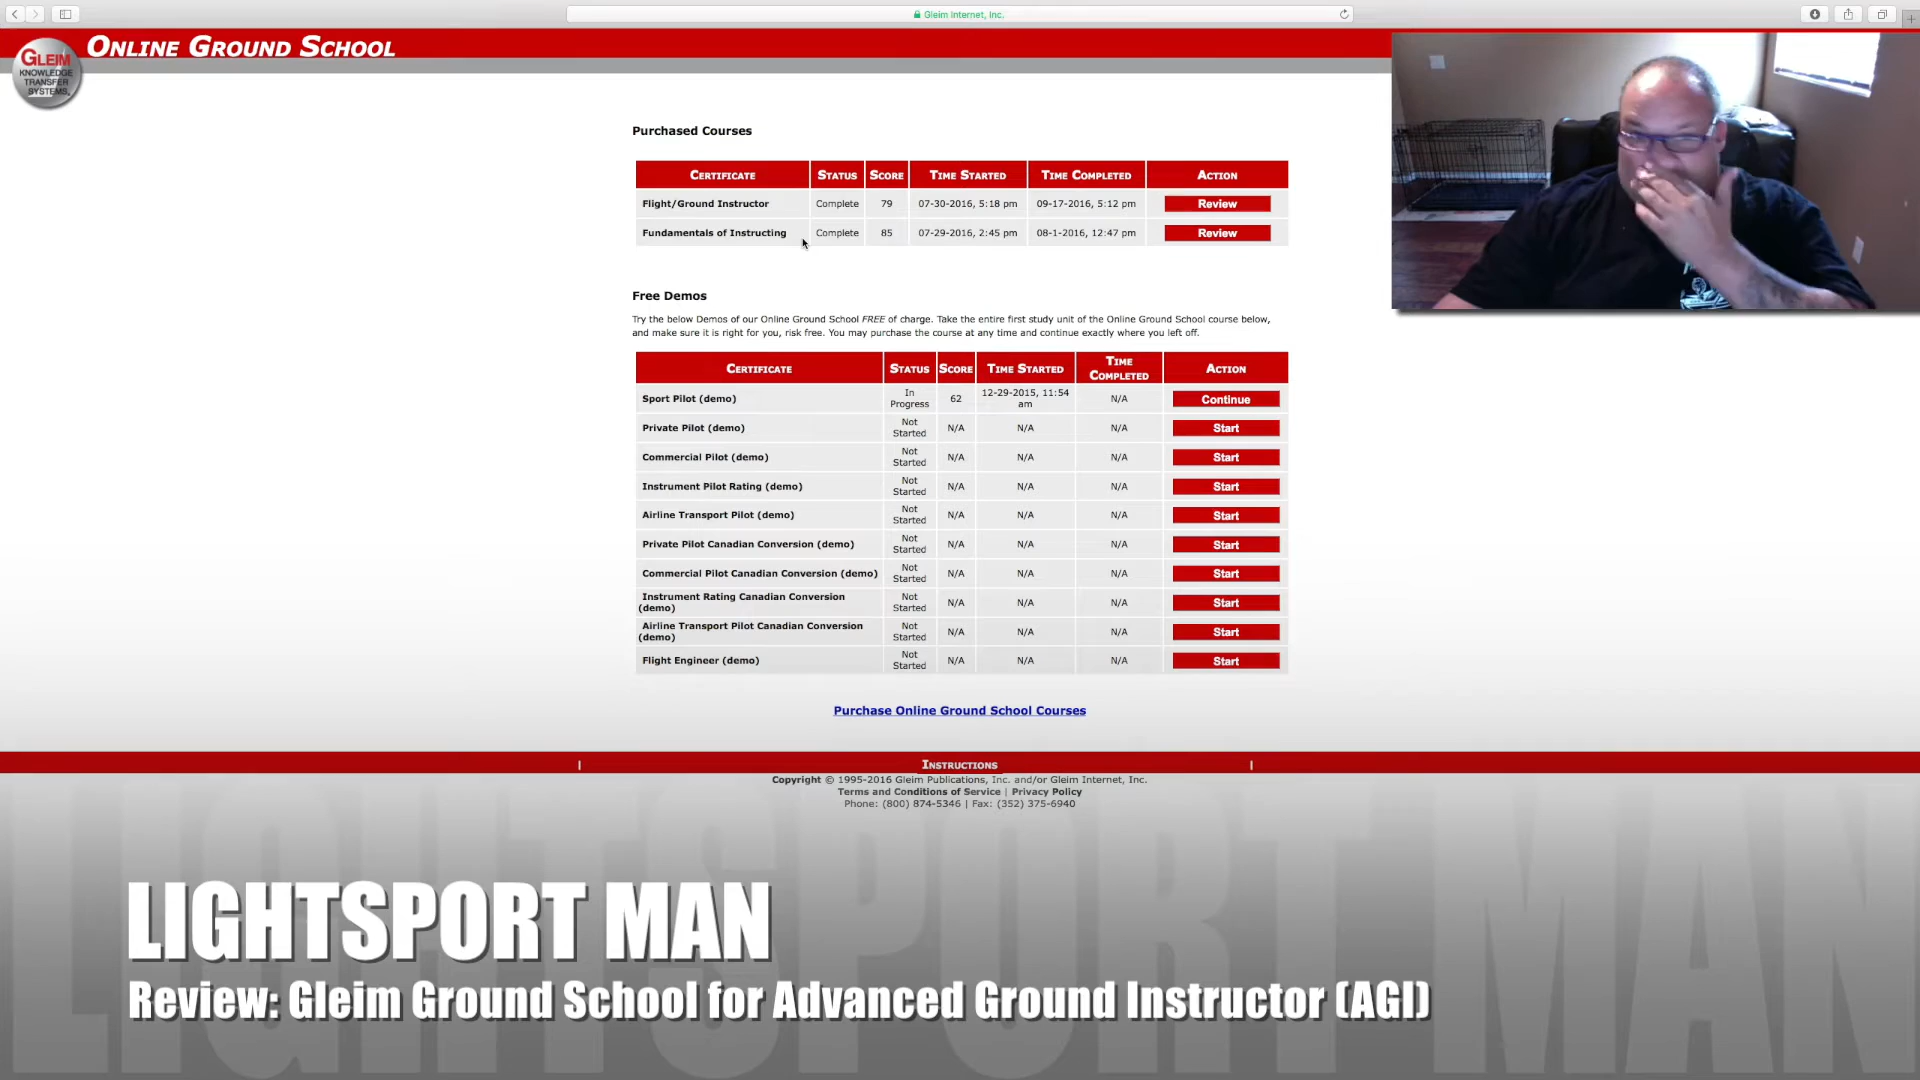 Gleim Internet, Inc.
ONLINE GROUND SCHOOL
GLEIM
KNOWLEDGE
TRANSFER
SYSTEMS
Purchased Courses
CERTIFICATE STATUS SCORE TIME STARTED TIME COMPLETED ACTION
Flight/Ground Instructor Complete 79 07-30-2016, 5:18 pm 09-17-2016, 5:12 pm Review
Fundamentals of Instructing Complete 85 07-29-2016, 2:45 pm 08-1-2016, 12:47 pm Review
Free Demos
Try the below Demos of our Online Ground School FREE of charge. Take the entire first study unit of the Online Ground School course below,
and make sure it is right for you, risk free. You may purchase the course at any time and continue exactly where you left off.
CERTIFICATE STATUS SCORE TIME STARTED TIME COMPLETED ACTION
Sport Pilot (demo) In Progress 62 12-29-2015, 11:54 am N/A Continue
Private Pilot (demo) Not Started N/A N/A N/A Start
Commercial Pilot (demo) Not Started N/A N/A N/A Start
Instrument Pilot Rating (demo) Not Started N/A N/A N/A Start
Airline Transport Pilot (demo) Not Started N/A N/A N/A Start
Private Pilot Canadian Conversion (demo) Not Started N/A N/A N/A Start
Commercial Pilot Canadian Conversion (demo) Not Started N/A N/A N/A Start
Instrument Rating Canadian Conversion (demo) Not Started N/A N/A N/A Start
Airline Transport Pilot Canadian Conversion (demo) Not Started N/A N/A N/A Start
Flight Engineer (demo) Not Started N/A N/A N/A Start
Purchase Online Ground School Courses
| INSTRUCTIONS |
Copyright © 1995-2016 Gleim Publications, Inc. and/or Gleim Internet, Inc.
Terms and Conditions of Service | Privacy Policy
Phone: (800) 874-5346 | Fax: (352) 375-6940
LIGHTSPORT MAN
LIGHTSPORT MAN
Review: Gleim Ground School for Advanced Ground Instructor (AGI)